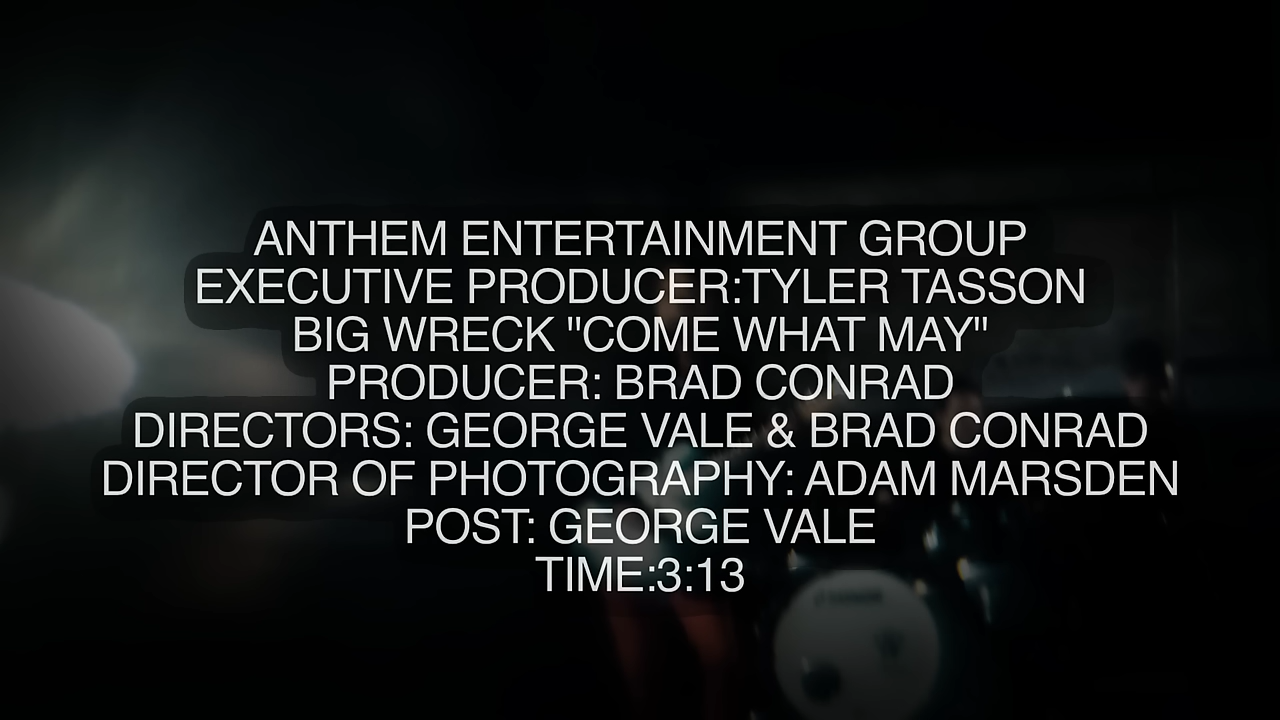 ANTHEM ENTERTAINMENT GROUP
EXECUTIVE PRODUCER:TYLER TASSON
BIG WRECK "COME WHAT MAY"
PRODUCER: BRAD CONRAD
DIRECTORS: GEORGE VALE & BRAD CONRAD
DIRECTOR OF PHOTOGRAPHY: ADAM MARSDEN
POST: GEORGE VALE
TIME:3:13